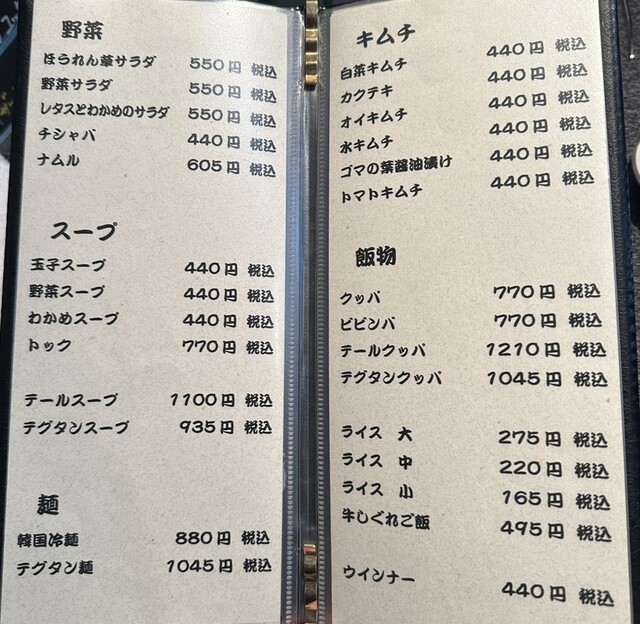 野菜
ほうれん草サラダ 550円 税込
野菜サラダ 550円 税込
レタスとわかめのサラダ 550円 税込
チシャバ 440円 税込
ナムル 605円 税込
スープ
玉子スープ 440円 税込
野菜スープ 440円 税込
わかめスープ 440円 税込
トック 770円 税込
テールスープ 1100円 税込
テグタンスープ 935円 税込
麺
韓国冷麺 880円 税込
テグタン麺 1045円 税込
キムチ
白菜キムチ 440円 税込
カクテキ 440円 税込
オイキムチ 440円 税込
水キムチ 440円 税込
ゴマの葉醤油漬け 440円 税込
トマトキムチ 440円 税込
飯物
クッパ 770円 税込
ビビンバ 770円 税込
テールクッパ 1210円 税込
テグタンクッパ 1045円 税込
ライス 大 275円 税込
ライス 中 220円 税込
ライス 小 165円 税込
牛しぐれご飯 495円 税込
ウインナー 440円 税込